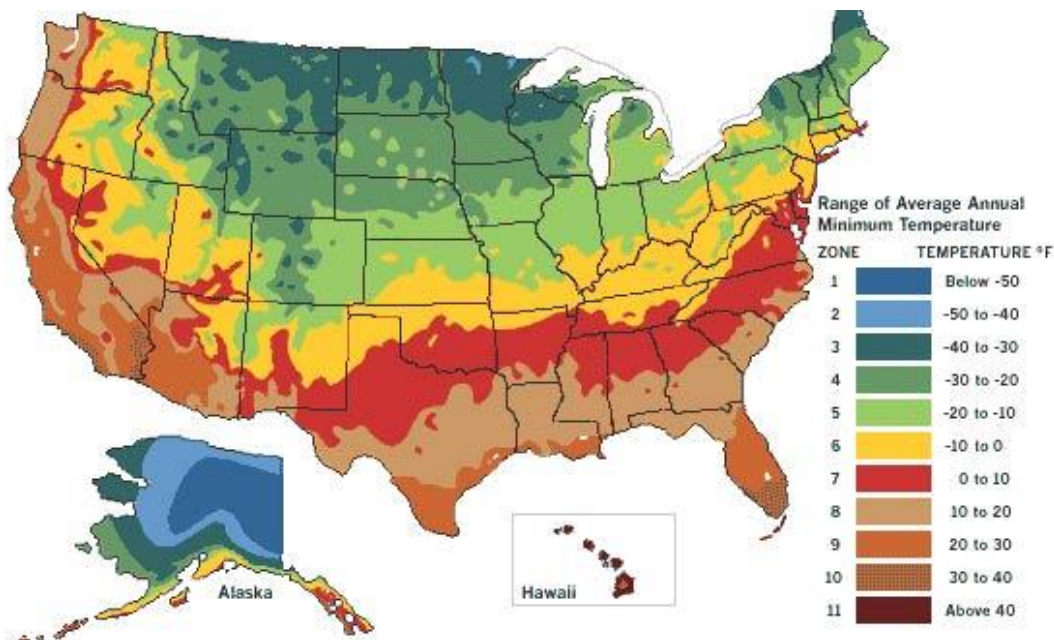 Range of Average Annual
Minimum Temperature
ZONE TEMPERATURE °F
1 Below -50
2 -50 to -40
3 -40 to -30
4 -30 to -20
5 -20 to -10
6 -10 to 0
7 0 to 10
8 10 to 20
9 20 to 30
10 30 to 40
11 Above 40
Alaska
Hawaii